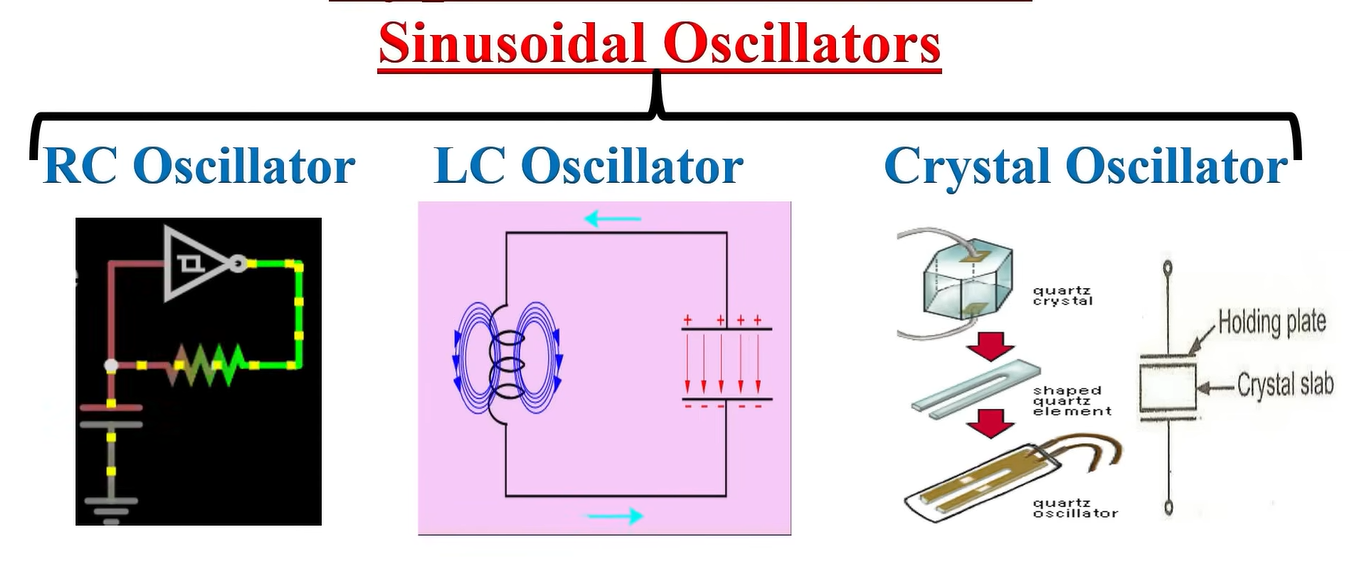 Sinusoidal Oscillators
RC Oscillator
LC Oscillator
Crystal Oscillator
quartz
crystal
shaped
quartz
element
quartz
oscillator
Holding plate
Crystal slab
+ + + +
- - - - -